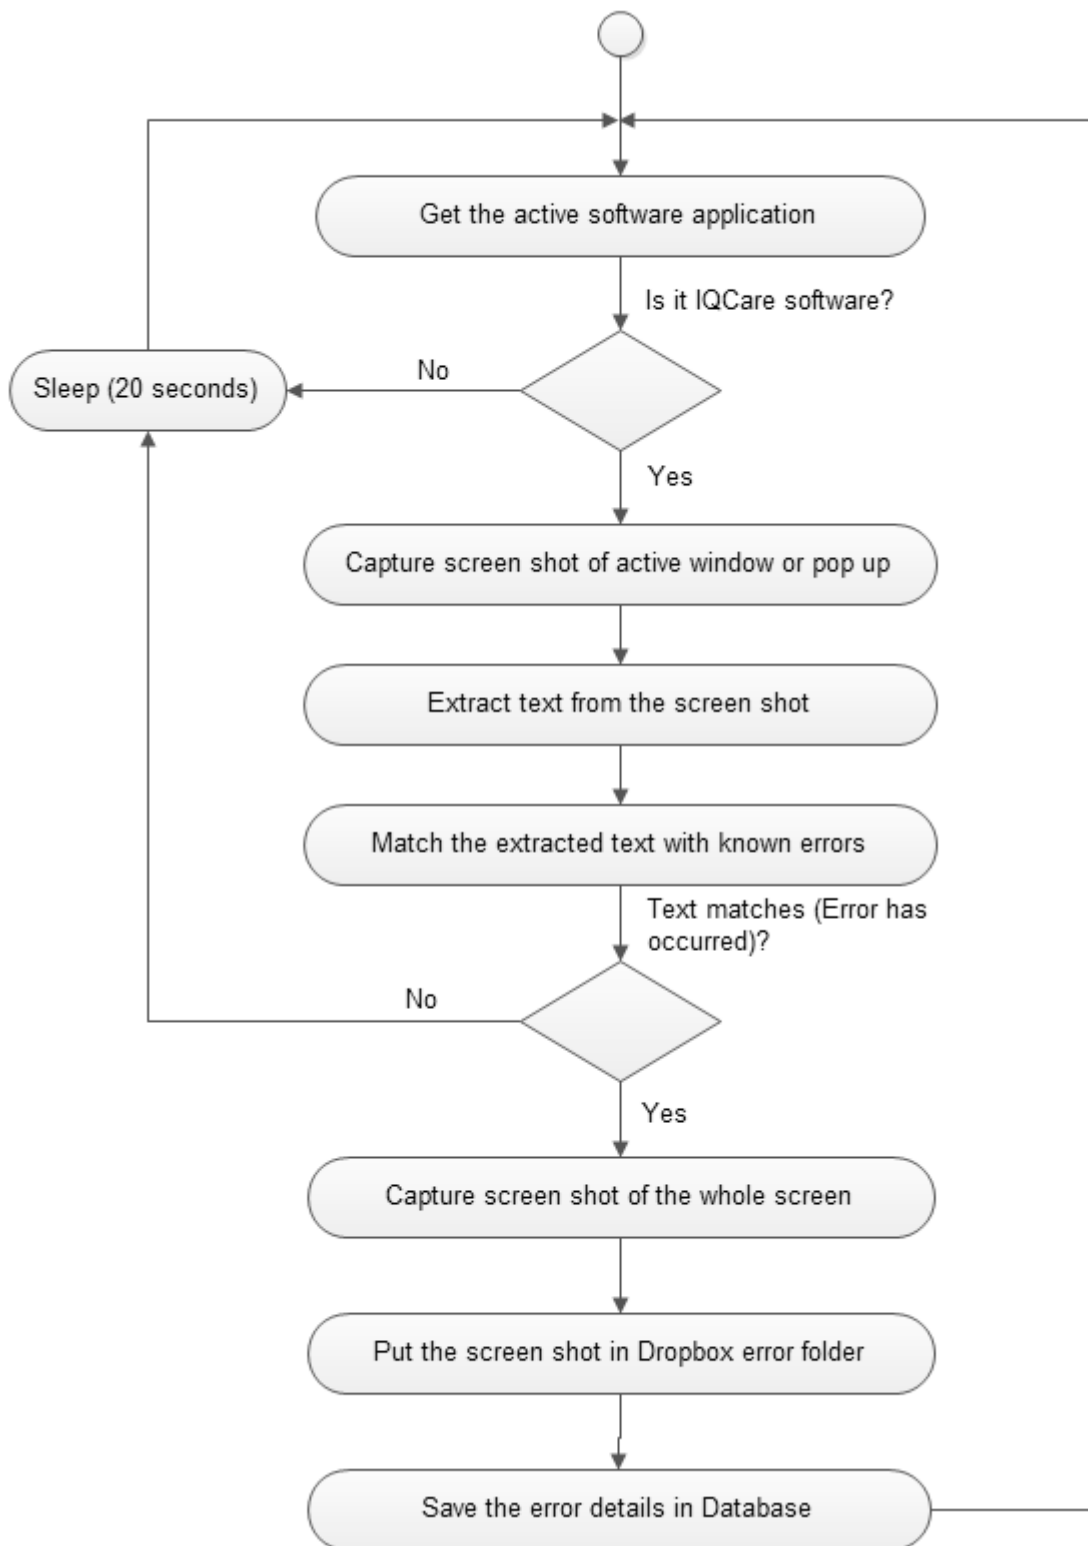 Get the active software application
Is it IQCare software?
No
Sleep (20 seconds)
Yes
Capture screen shot of active window or pop up
Extract text from the screen shot
Match the extracted text with known errors
Text matches (Error has
occurred)?
No
Yes
Capture screen shot of the whole screen
Put the screen shot in Dropbox error folder
Save the error details in Database